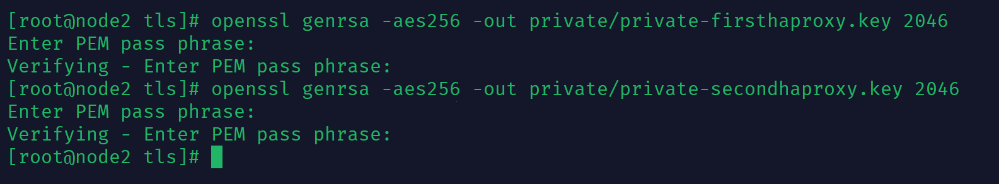 [root@node2 tls]# openssl genrsa -aes256 -out private/private-firsthaproxy.key 2046
Enter PEM pass phrase:
Verifying - Enter PEM pass phrase:
[root@node2 tls]# openssl genrsa -aes256 -out private/private-secondhaproxy.key 2046
Enter PEM pass phrase:
Verifying - Enter PEM pass phrase:
[root@node2 tls]#